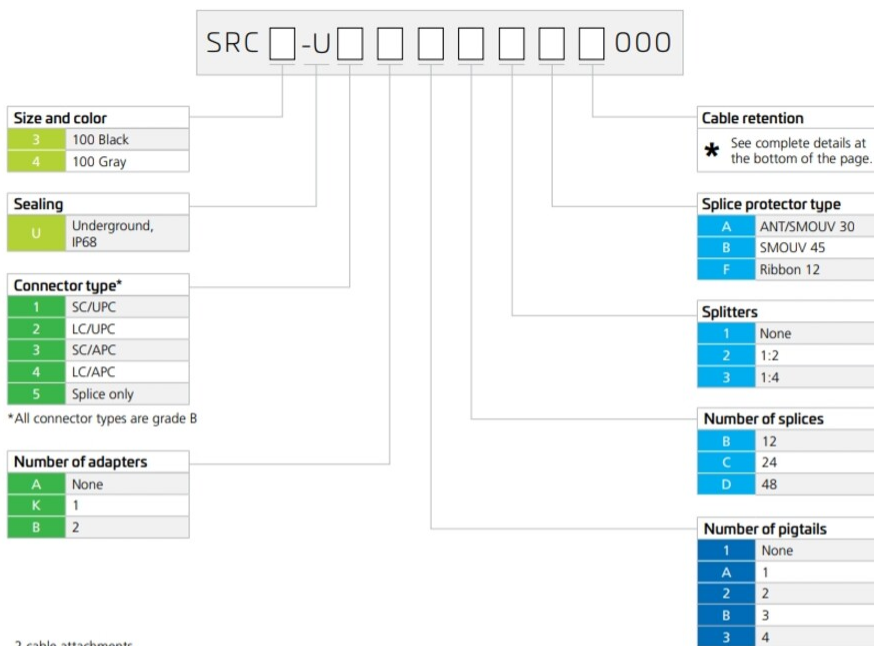 SRC -U 000
Size and color
3 100 Black
4 100 Gray
Sealing
U Underground,
IP68
Connector type*
1 SC/UPC
2 LC/UPC
3 SC/APC
4 LC/APC
5 Splice only
*All connector types are grade B
Number of adapters
A None
K 1
B 2
Cable retention
* See complete details at
the bottom of the page.
Splice protector type
A ANT/SMOUV 30
B SMOUV 45
F Ribbon 12
Splitters
1 None
2 1:2
3 1:4
Number of splices
B 12
C 24
D 48
Number of pigtails
1 None
A 1
2 2
B 3
3 4
2 cable attachments